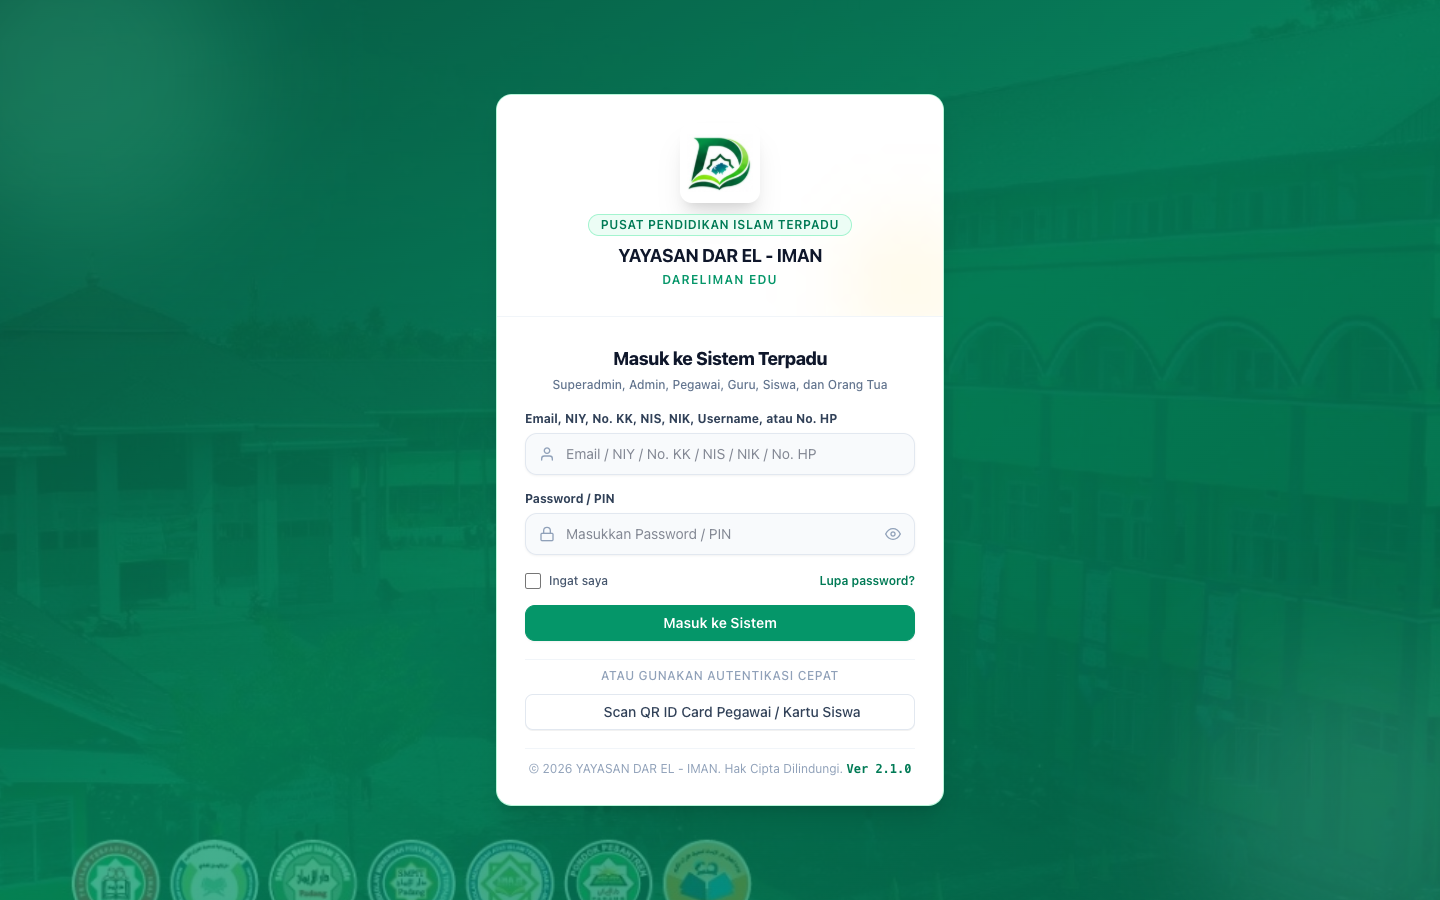 PUSAT PENDIDIKAN ISLAM TERPADU
YAYASAN DAR EL - IMAN
DARELIMAN EDU
Masuk ke Sistem Terpadu
Superadmin, Admin, Pegawai, Guru, Siswa, dan Orang Tua
Email, NIY, No. KK, NIS, NIK, Username, atau No. HP
Email / NIY / No. KK / NIS / NIK / No. HP
Password / PIN
Masukkan Password / PIN
Ingat saya
Lupa password?
Masuk ke Sistem
ATAU GUNAKAN AUTENTIKASI CEPAT
Scan QR ID Card Pegawai / Kartu Siswa
© 2026 YAYASAN DAR EL - IMAN. Hak Cipta Dilindungi. Ver 2.1.0